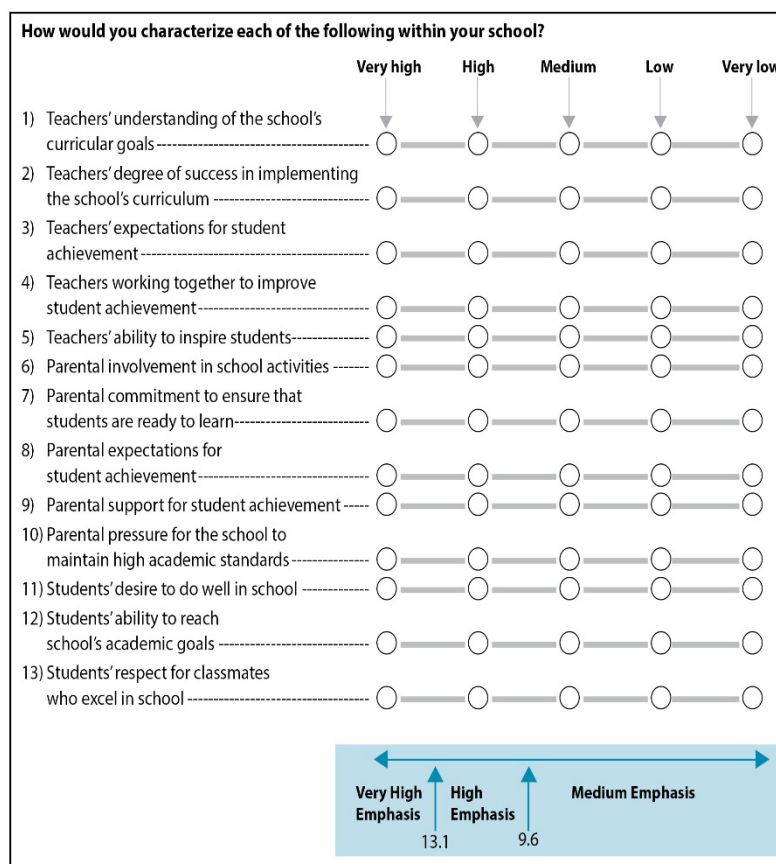 How would you characterize each of the following within your school?
Very high High Medium Low Very low
1) Teachers' understanding of the school's
curricular goals
2) Teachers' degree of success in implementing
the school's curriculum
3) Teachers' expectations for student
achievement
4) Teachers working together to improve
student achievement
5) Teachers' ability to inspire students
6) Parental involvement in school activities
7) Parental commitment to ensure that
students are ready to learn
8) Parental expectations for
student achievement
9) Parental support for student achievement
10) Parental pressure for the school to
maintain high academic standards
11) Students' desire to do well in school
12) Students' ability to reach
school's academic goals
13) Students' respect for classmates
who excel in school
Very High High Medium Emphasis
Emphasis Emphasis
13.1 9.6